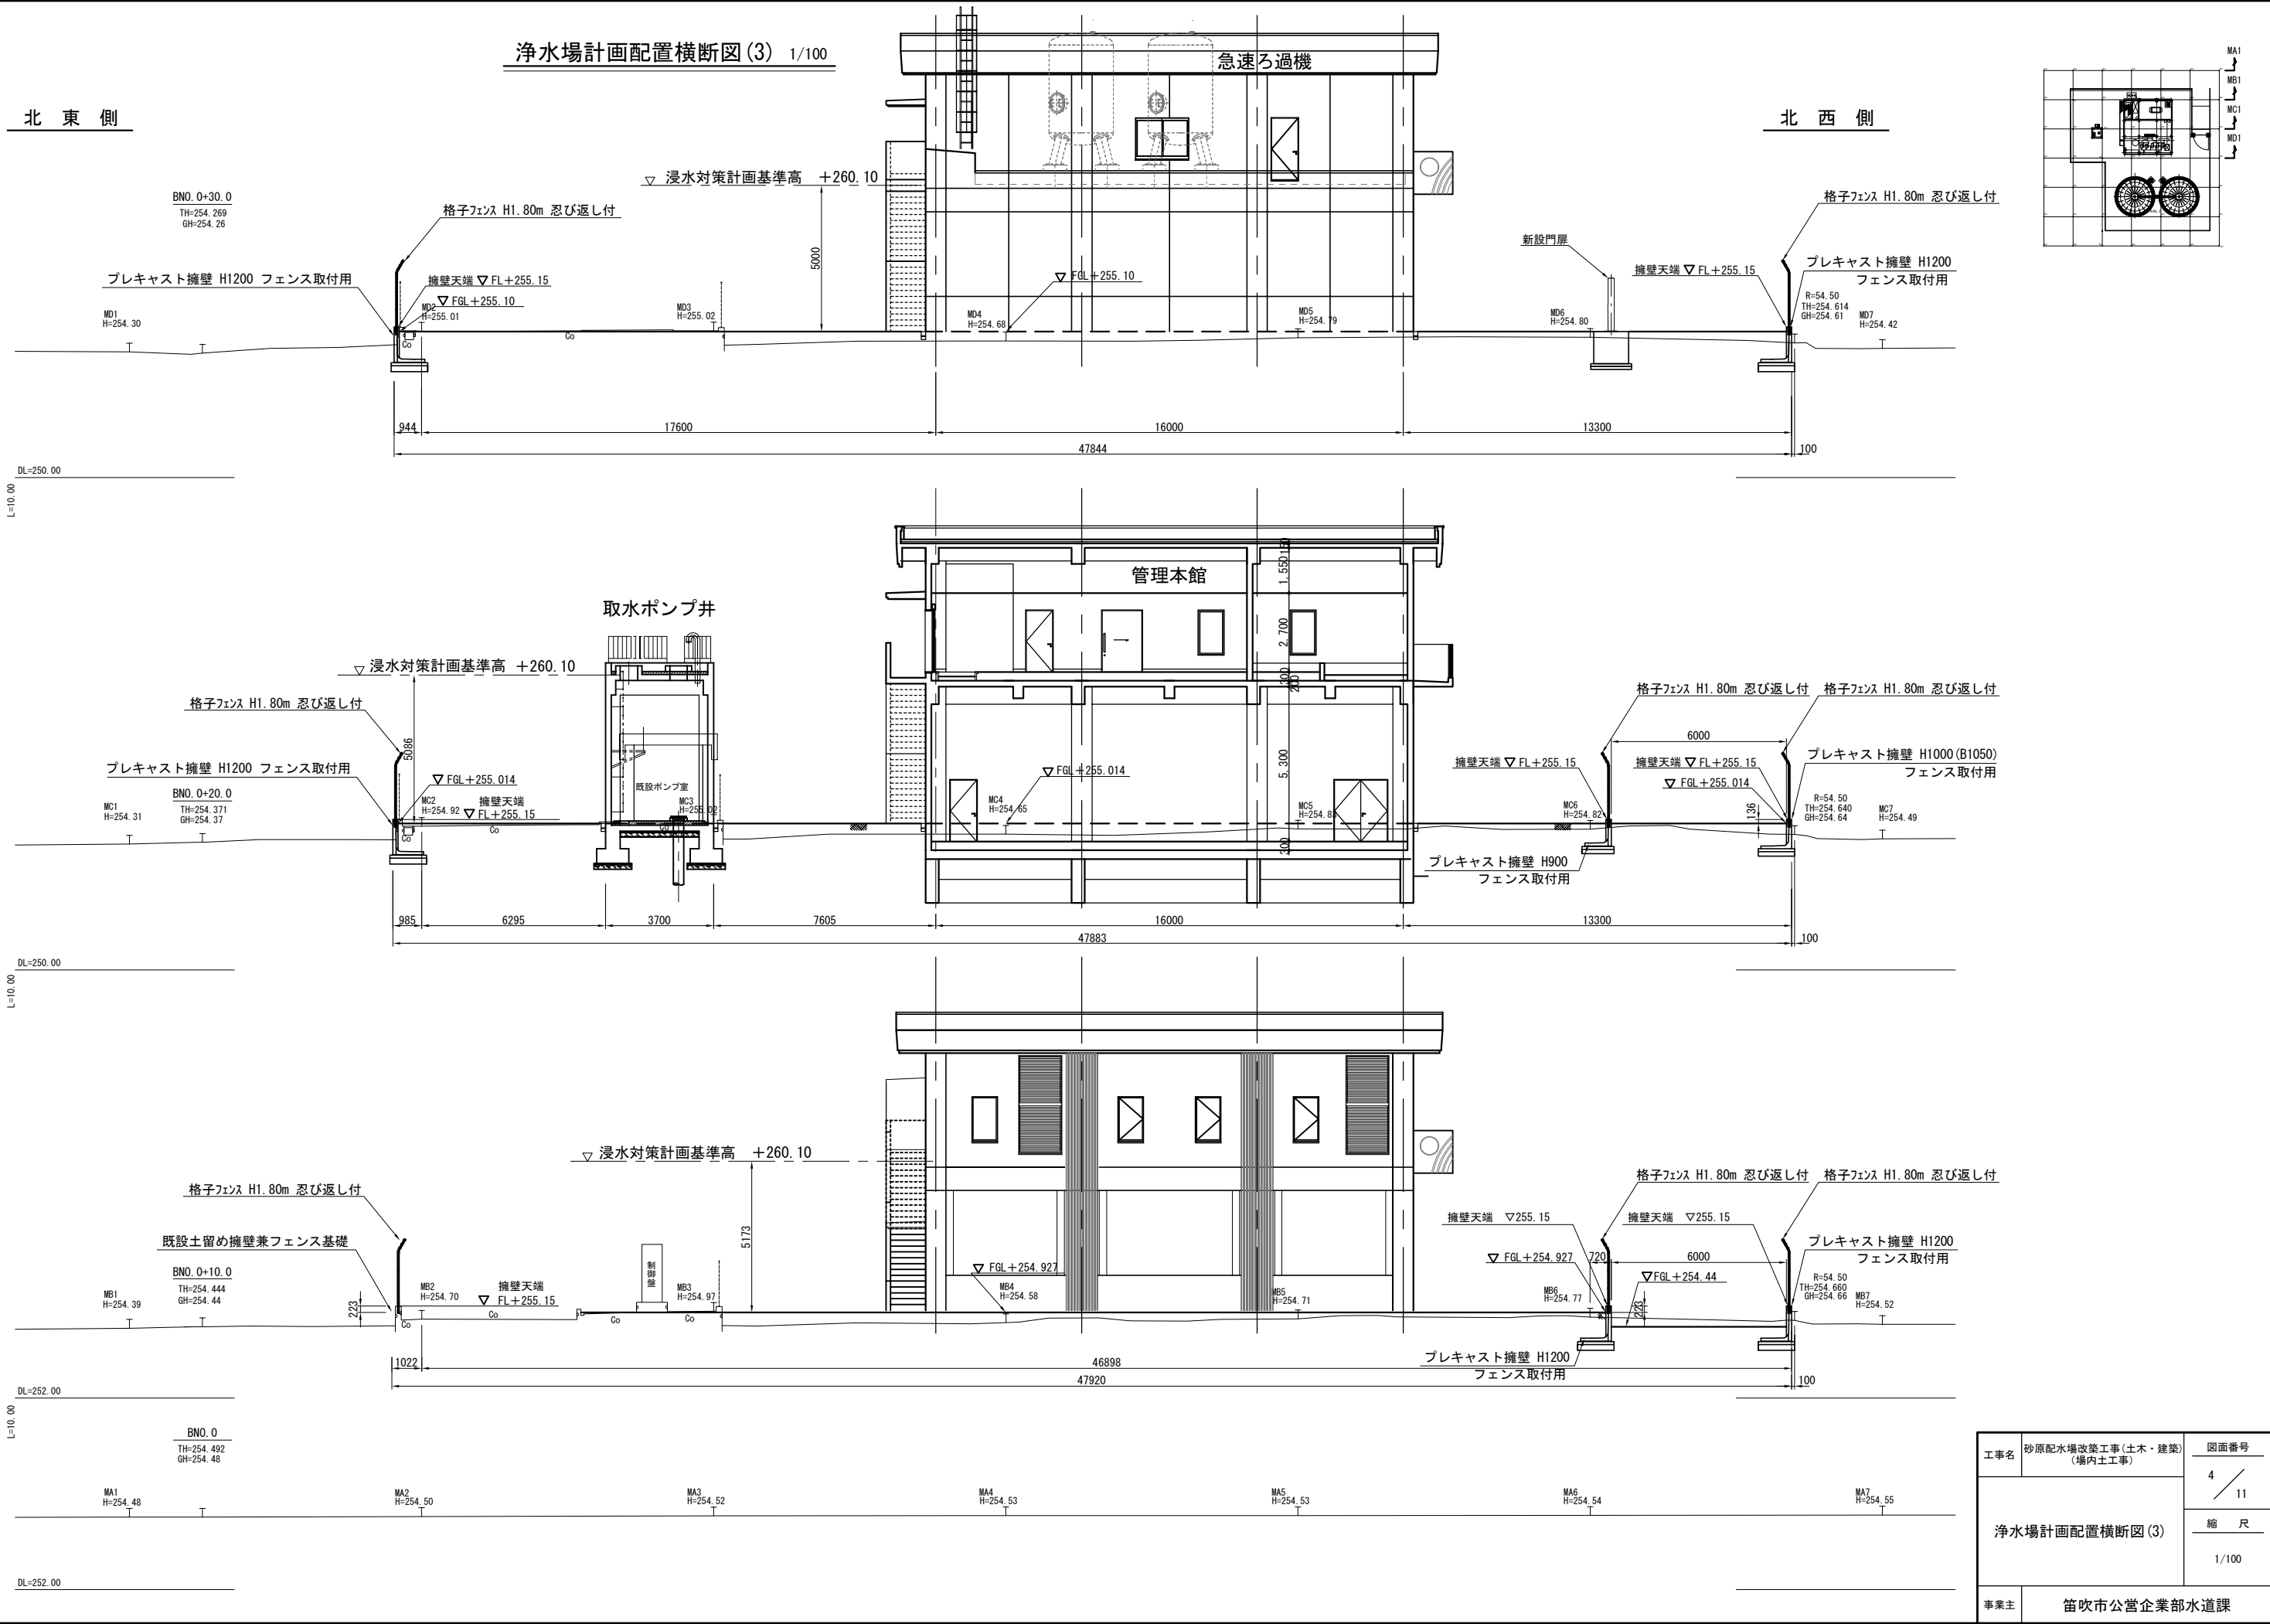 浄水場計画配置横断図(3) 1/100
北東側
北西側
急速ろ過機
MA1
MB1
MC1
MD1
浸水対策計画基準高 +260.10
BNO.0+30.0
TH=254.269
GH=254.26
格子フェンス H1.80m 忍び返し付
格子フェンス H1.80m 忍び返し付
5000
新設門扉
プレキャスト擁壁 H1200 フェンス取付用
擁壁天端 ▽ FL+255.15
▽ FGL+255.10
▽ FGL+255.10
擁壁天端 ▽ FL+255.15
プレキャスト擁壁 H1200
フェンス取付用
R=54.50
TH=254.614
GH=254.61
MD1
H=254.30
MD2
H=255.01
MD3
H=255.02
MD4
H=254.68
MD5
H=254.79
MD6
H=254.80
MD7
H=254.42
Co
Co
944
17600
16000
13300
47844
100
DL=250.00
L=10.00
管理本館
取水ポンプ井
150
1,550
2,700
300
200
5,300
300
▽ 浸水対策計画基準高 +260.10
格子フェンス H1.80m 忍び返し付
格子フェンス H1.80m 忍び返し付
格子フェンス H1.80m 忍び返し付
5086
6000
プレキャスト擁壁 H1200 フェンス取付用
▽ FGL+255.014
▽ FGL+255.014
擁壁天端 ▽ FL+255.15
擁壁天端 ▽ FL+255.15
▽ FGL+255.014
プレキャスト擁壁 H1000(B1050)
フェンス取付用
既設ポンプ室
BNO.0+20.0
TH=254.371
GH=254.37
擁壁天端
▽ FL+255.15
136
R=54.50
TH=254.640
GH=254.64
MC1
H=254.31
MC2
H=254.92
MC3
H=255.02
MC4
H=254.65
MC5
H=254.83
MC6
H=254.82
MC7
H=254.49
Co
Co
Co
プレキャスト擁壁 H900
フェンス取付用
985
6295
3700
7605
16000
13300
47883
100
DL=250.00
L=10.00
▽ 浸水対策計画基準高 +260.10
格子フェンス H1.80m 忍び返し付
格子フェンス H1.80m 忍び返し付
格子フェンス H1.80m 忍び返し付
5173
擁壁天端 ▽255.15
擁壁天端 ▽255.15
既設土留め擁壁兼フェンス基礎
制御盤
▽ FGL+254.927
▽ FGL+254.927
720
6000
▽FGL+254.44
プレキャスト擁壁 H1200
フェンス取付用
BNO.0+10.0
TH=254.444
GH=254.44
擁壁天端
▽ FL+255.15
R=54.50
TH=254.660
GH=254.66
MB1
H=254.39
MB2
H=254.70
MB3
H=254.97
MB4
H=254.58
MB5
H=254.71
MB6
H=254.77
MB7
H=254.52
223
223
Co
Co
Co
Co
プレキャスト擁壁 H1200
フェンス取付用
1022
46898
47920
100
DL=252.00
L=10.00
BNO.0
TH=254.492
GH=254.48
MA1
H=254.48
MA2
H=254.50
MA3
H=254.52
MA4
H=254.53
MA5
H=254.53
MA6
H=254.54
MA7
H=254.55
DL=252.00
工事名
砂原配水場改築工事(土木・建築)
(場内土工事)
図面番号
4/11
浄水場計画配置横断図(3)
縮尺
1/100
事業主
笛吹市公営企業部水道課